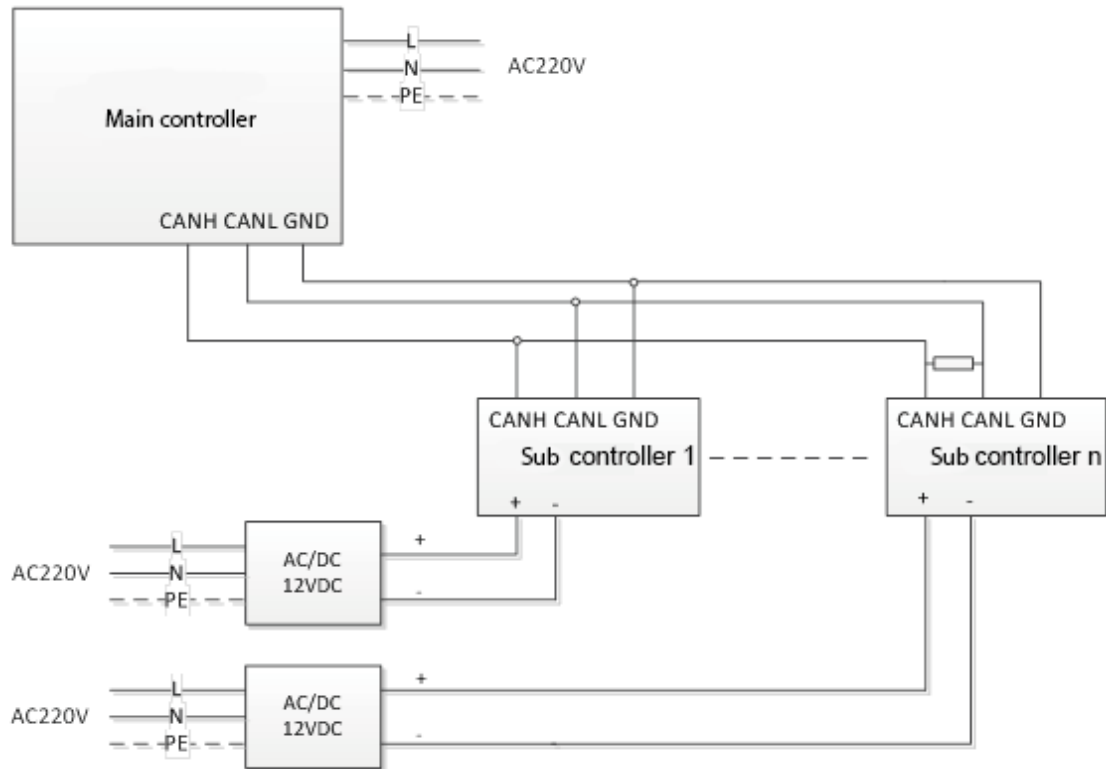 L
N
AC220V
PE
Main controller
CANH CANL GND
CANH CANL GND
Sub controller 1
+ -
CANH CANL GND
Sub controller n
+ -
AC220V
L
N
PE
AC/DC
12VDC
+
-
AC220V
L
N
PE
AC/DC
12VDC
+
-